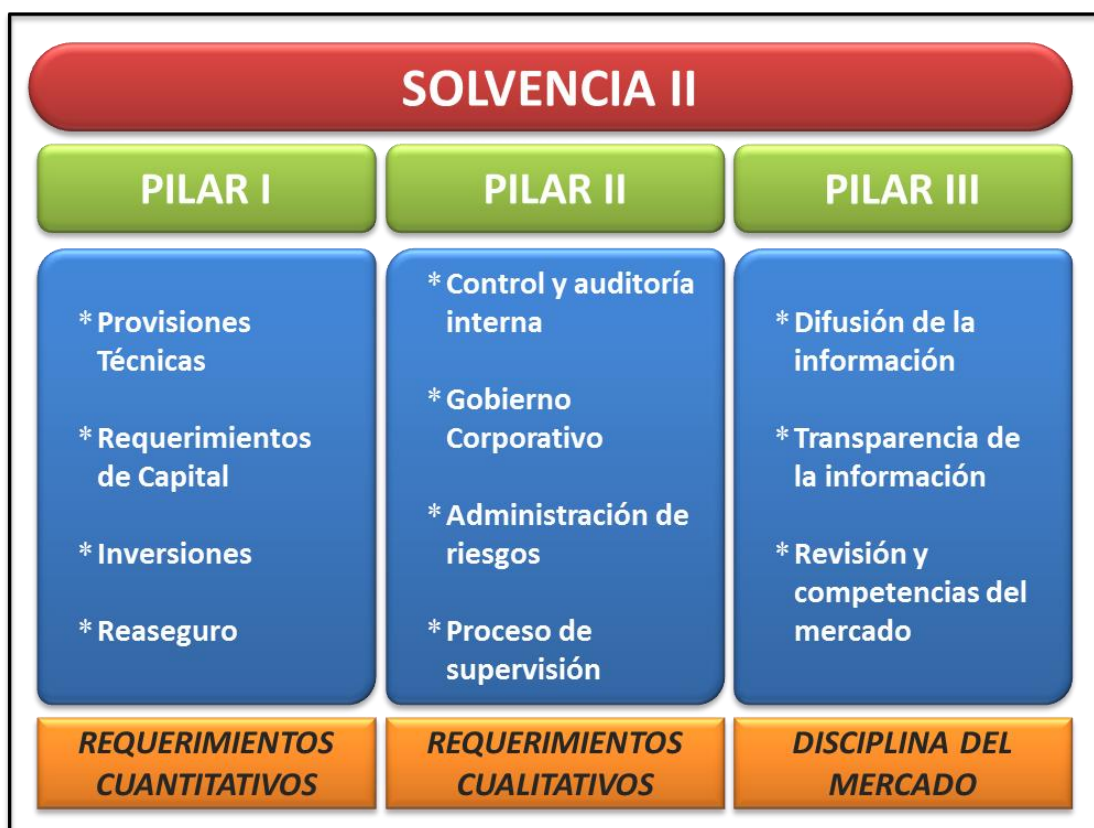 SOLVENCIA II
PILAR I
PILAR II
PILAR III
* Provisiones
Técnicas
* Requerimientos
de Capital
* Inversiones
* Reaseguro
* Control y auditoría
interna
* Gobierno
Corporativo
* Administración de
riesgos
* Proceso de
supervisión
* Difusión de la
información
* Transparencia de
la información
* Revisión y
competencias del
mercado
REQUERIMIENTOS
CUANTITATIVOS
REQUERIMIENTOS
CUALITATIVOS
DISCIPLINA DEL
MERCADO